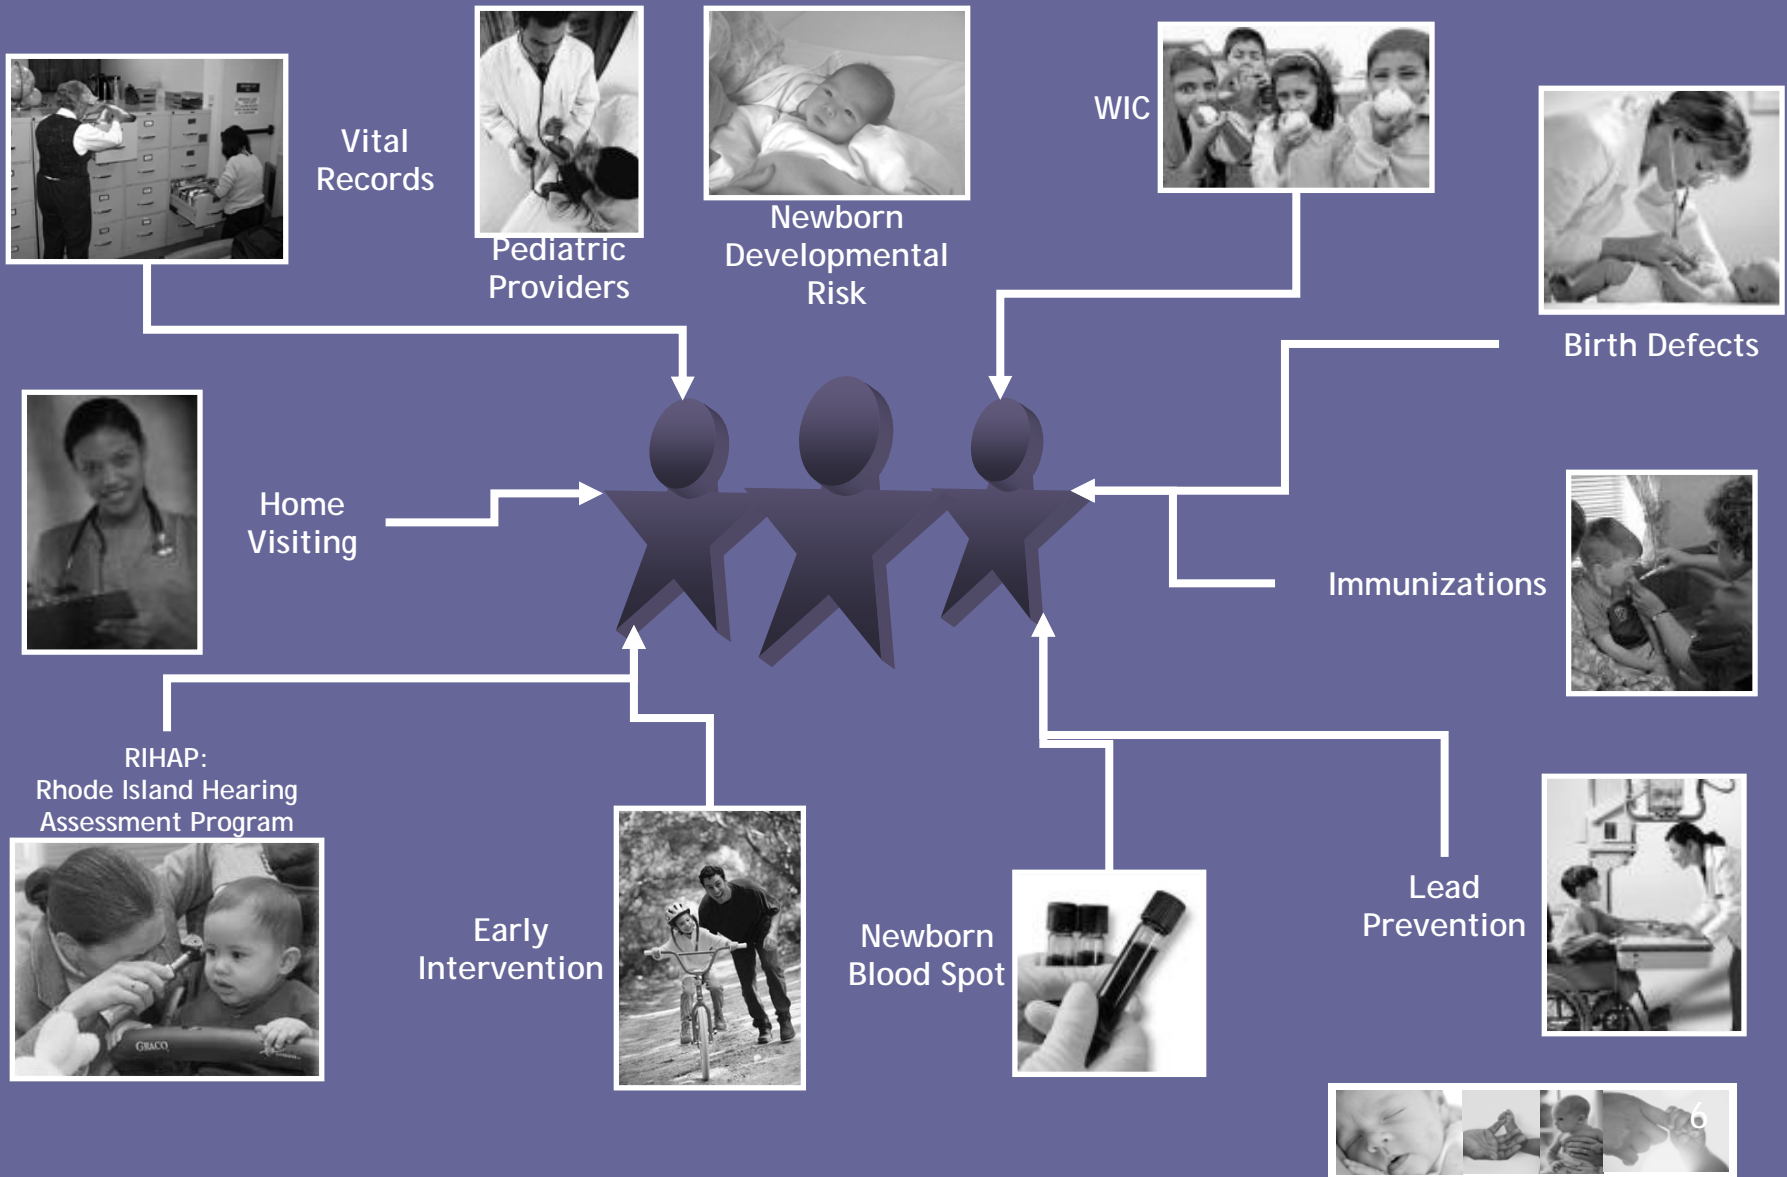 Vital
Records
Pediatric
Providers
Newborn
Developmental
Risk
WIC
Birth Defects
Home
Visiting
Immunizations
RIHAP:
Rhode Island Hearing
Assessment Program
GRACO
Early
Intervention
Newborn
Blood Spot
Lead
Prevention
6